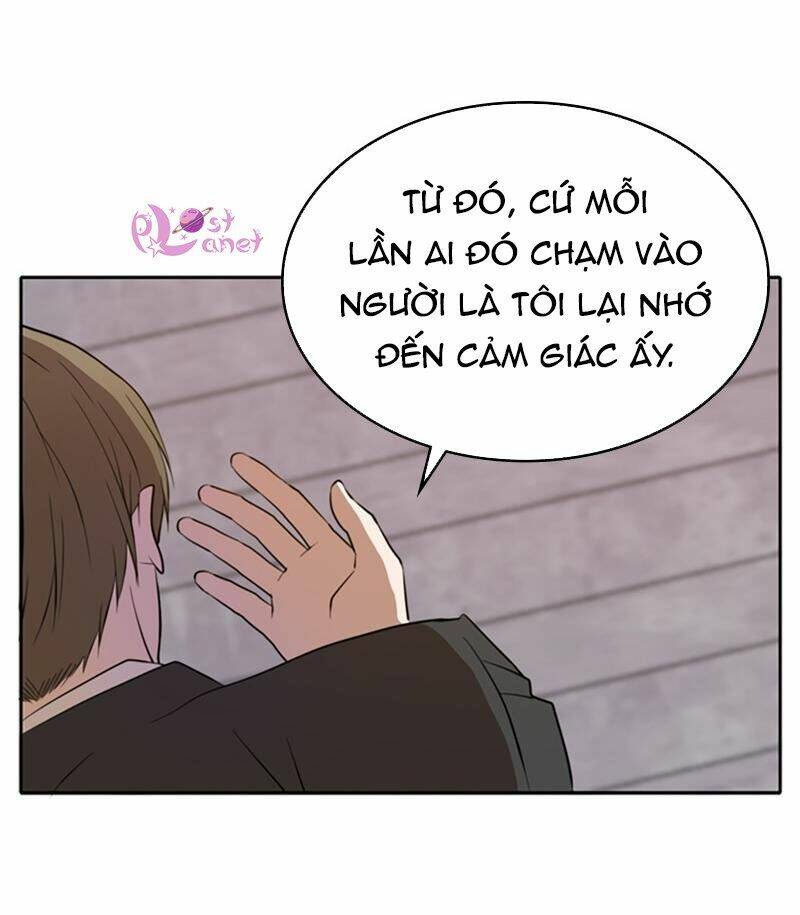 Lost
Planet
TỪ ĐÓ, CỨ MỖI
LẦN AI ĐÓ CHẠM VÀO
NGƯỜI LÀ TÔI LẠI NHỚ
ĐẾN CẢM GIÁC ẤY.